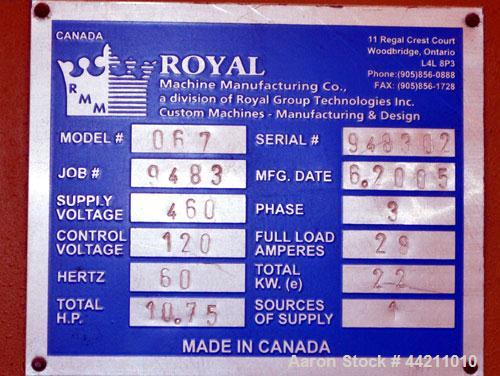 CANADA
11 Regal Crest Court
Woodbridge, Ontario
L4L 8P3
Phone:(905)856-0888
FAX: (905)856-1728
RMM
ROYAL
Machine Manufacturing Co.,
a division of Royal Group Technologies Inc.
Custom Machines - Manufacturing & Design
MODEL # 067 SERIAL # 948302
JOB # 9483 MFG. DATE 6.2005
SUPPLY VOLTAGE 460 PHASE 3
CONTROL VOLTAGE 120 FULL LOAD AMPERES 29
HERTZ 60 TOTAL KW. (e) 22
TOTAL H.P. 10.75 SOURCES OF SUPPLY 1
MADE IN CANADA
Aaron Stock # 44211010